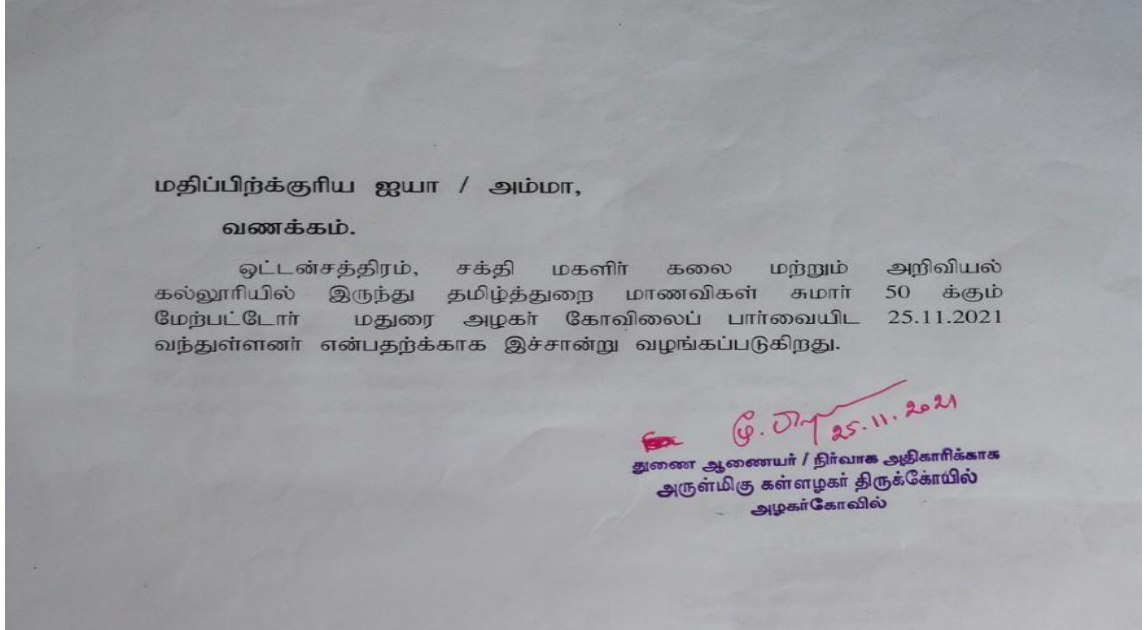 மதிப்பிற்க்குரிய ஐயா / அம்மா,
வணக்கம்.
ஒட்டன்சத்திரம், சக்தி மகளிர் கலை மற்றும் அறிவியல்
கல்லூரியில் இருந்து தமிழ்த்துறை மாணவிகள் சுமார் 50 க்கும்
மேற்பட்டோர் மதுரை அழகர் கோவிலைப் பார்வையிட 25.11.2021
வந்துள்ளனர் என்பதற்க்காக இச்சான்று வழங்கப்படுகிறது.
25.11.2021
துணை ஆணையர் / நிர்வாக அதிகாரிக்காக
அருள்மிகு கள்ளழகர் திருக்கோயில்
அழகர்கோவில்